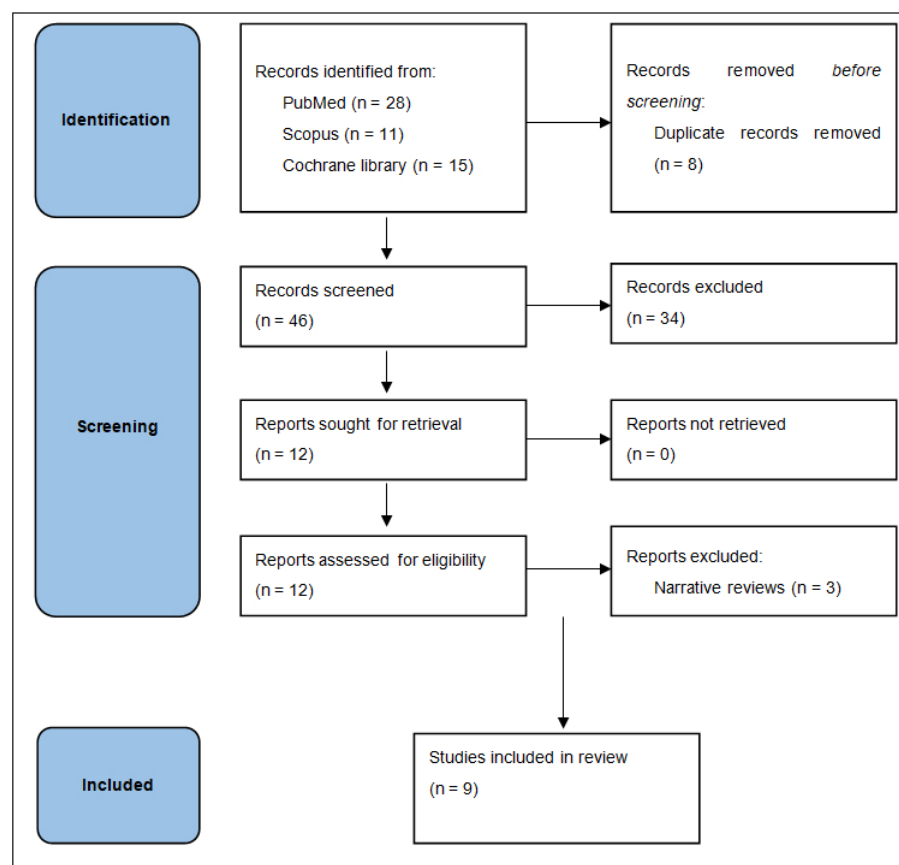 Identification
Records identified from:
PubMed (n = 28)
Scopus (n = 11)
Cochrane library (n = 15)
Records removed before
screening:
Duplicate records removed
(n = 8)
Screening
Records screened
(n = 46)
Records excluded
(n = 34)
Reports sought for retrieval
(n = 12)
Reports not retrieved
(n = 0)
Reports assessed for eligibility
(n = 12)
Reports excluded:
Narrative reviews (n = 3)
Included
Studies included in review
(n = 9)